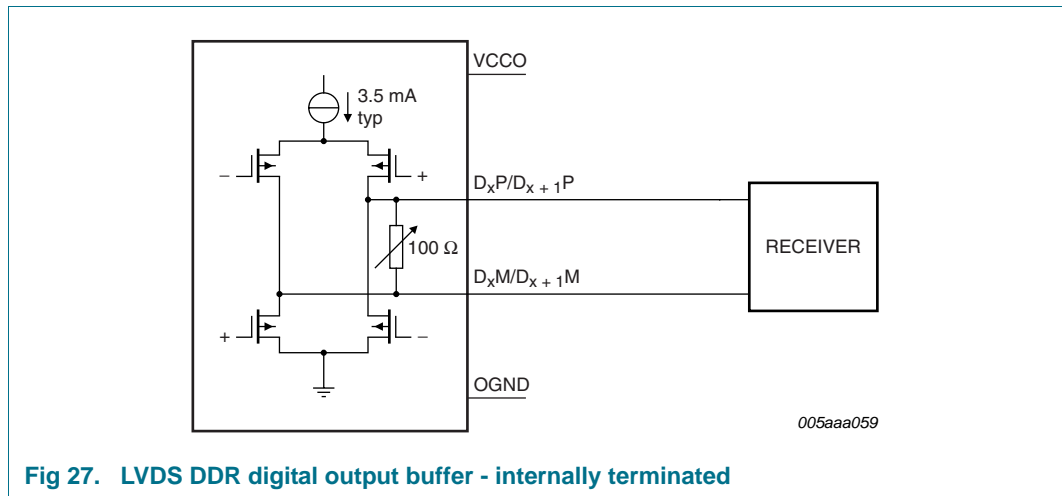 VCCO
3.5 mA
typ
− +
DxP/Dx + 1P
100 Ω
RECEIVER
DxM/Dx + 1M
+ −
OGND
005aaa059
Fig 27. LVDS DDR digital output buffer - internally terminated